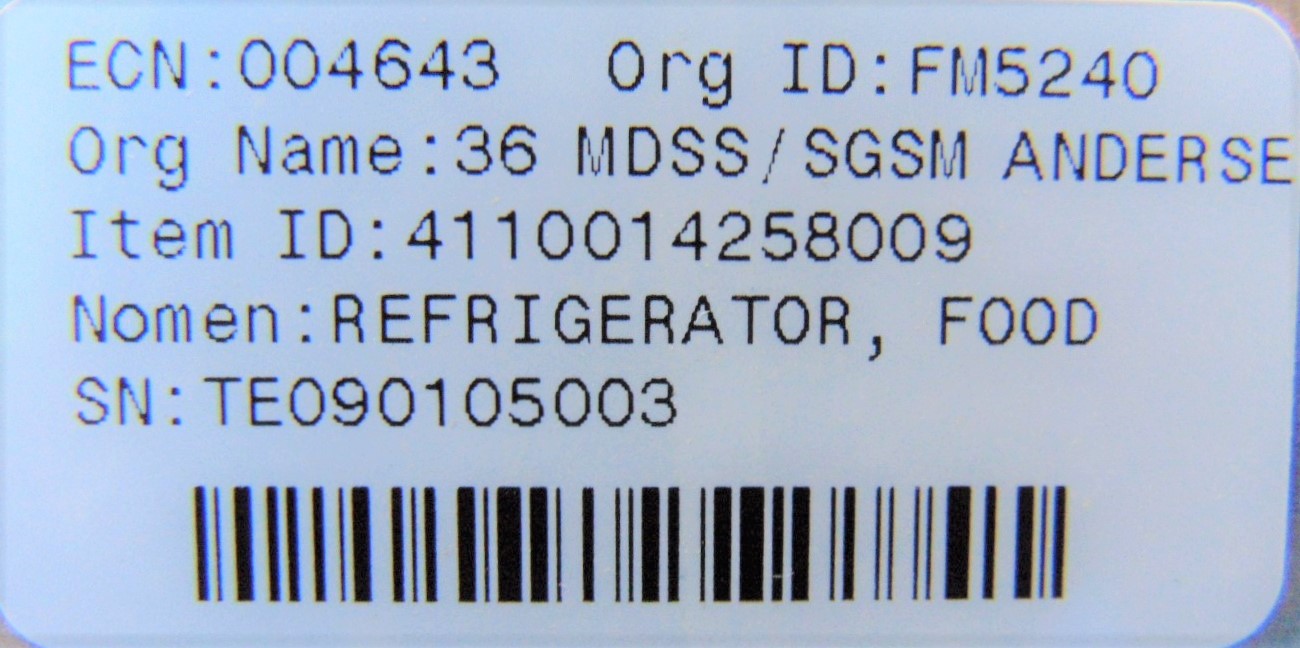 ECN:004643 Org ID:FM5240
Org Name:36 MDSS/SGSM ANDERSE
Item ID:4110014258009
Nomen:REFRIGERATOR, FOOD
SN:TE090105003